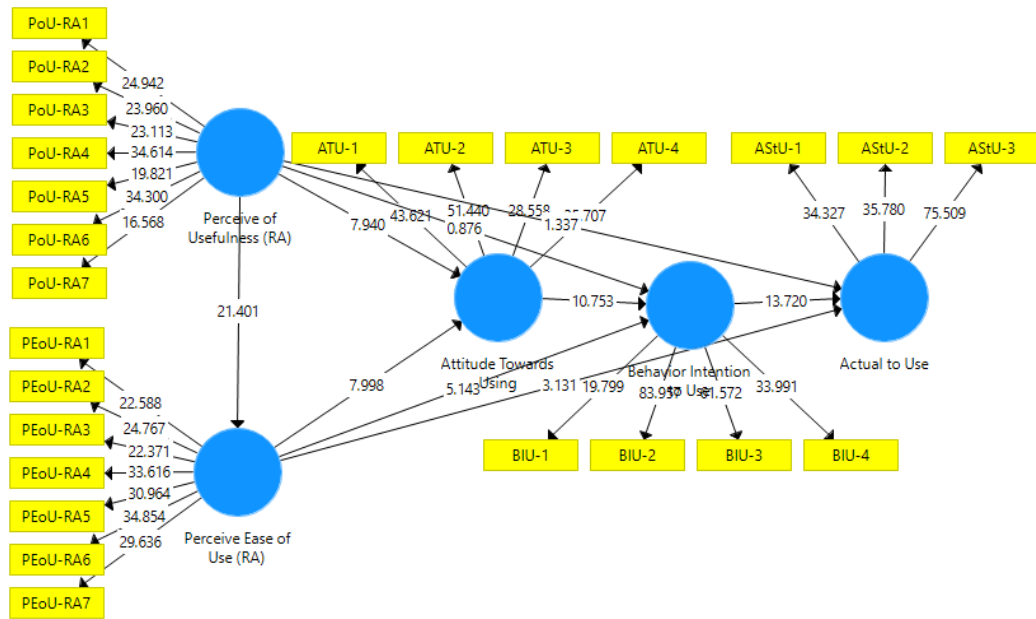 PoU-RA1
PoU-RA2
PoU-RA3
PoU-RA4
PoU-RA5
PoU-RA6
PoU-RA7
24.942
23.960
23.113
34.614
19.821
34.300
16.568
Perceive of
Usefulness (RA)
ATU-1
ATU-2
ATU-3
ATU-4
AStU-1
AStU-2
AStU-3
7.940
43.621
51.440
0.876
1.337
34.327
35.780
75.509
21.401
10.753
13.720
Attitude Towards
Using
Behavior Intention
to Use
Actual to Use
PEoU-RA1
PEoU-RA2
PEoU-RA3
PEoU-RA4
PEoU-RA5
PEoU-RA6
PEoU-RA7
22.588
24.767
22.371
33.616
30.964
34.854
29.636
7.998
5.143
3.131
19.799
33.991
BIU-1
BIU-2
BIU-3
BIU-4
Perceive Ease of
Use (RA)